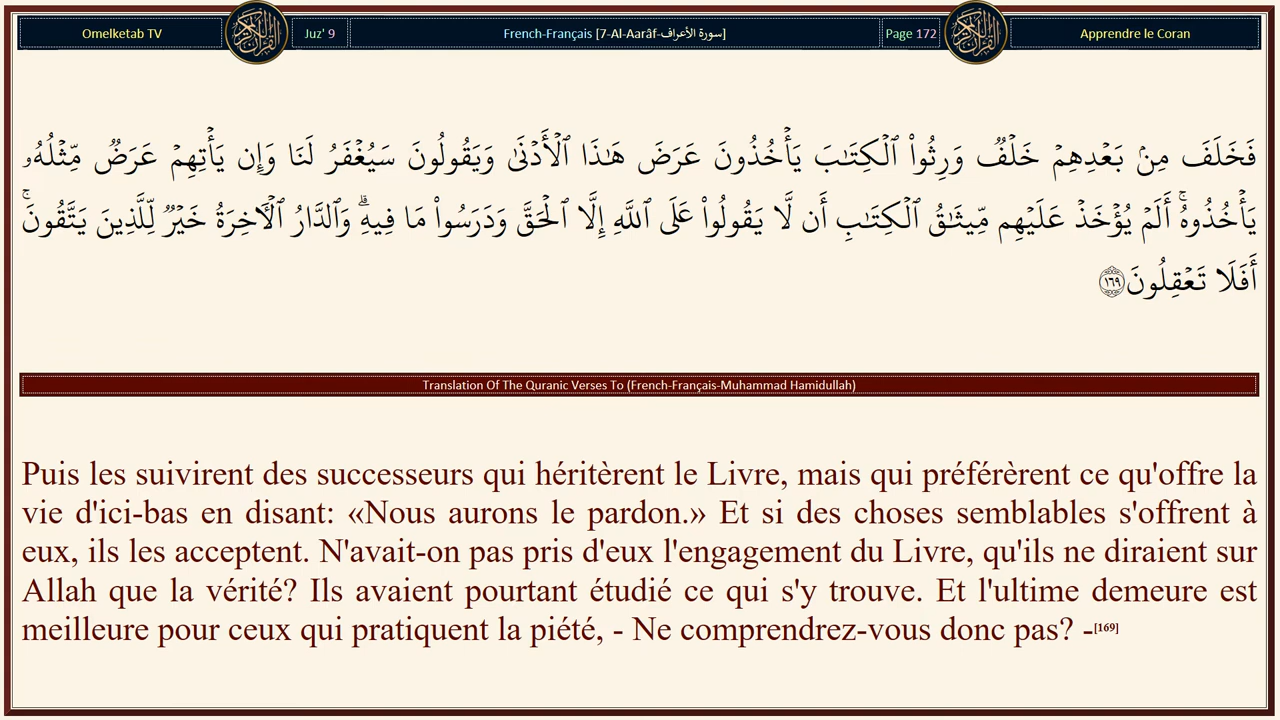 Omelketab TV
Juz' 9
French-Français [7-Al-Aarâf-سورة الأعراف]
Page 172
Apprendre le Coran
فَخَلَفَ مِنۢ بَعۡدِهِمۡ خَلۡفٞ وَرِثُواْ ٱلۡكِتَٰبَ يَأۡخُذُونَ عَرَضَ هَٰذَا ٱلۡأَدۡنَىٰ وَيَقُولُونَ سَيُغۡفَرُ لَنَا وَإِن يَأۡتِهِمۡ عَرَضٞ مِّثۡلُهُۥ
يَأۡخُذُوهُۚ أَلَمۡ يُؤۡخَذۡ عَلَيۡهِم مِّيثَٰقُ ٱلۡكِتَٰبِ أَن لَّا يَقُولُواْ عَلَى ٱللَّهِ إِلَّا ٱلۡحَقَّ وَدَرَسُواْ مَا فِيهِۗ وَٱلدَّارُ ٱلۡأٓخِرَةُ خَيۡرٞ لِّلَّذِينَ يَتَّقُونَۚ
أَفَلَا تَعۡقِلُونَ ١٦٩
Translation Of The Quranic Verses To (French-Français-Muhammad Hamidullah)
Puis les suivirent des successeurs qui héritèrent le Livre, mais qui préférèrent ce qu'offre la
vie d'ici-bas en disant: «Nous aurons le pardon.» Et si des choses semblables s'offrent à
eux, ils les acceptent. N'avait-on pas pris d'eux l'engagement du Livre, qu'ils ne diraient sur
Allah que la vérité? Ils avaient pourtant étudié ce qui s'y trouve. Et l'ultime demeure est
meilleure pour ceux qui pratiquent la piété, - Ne comprendrez-vous donc pas? -[169]